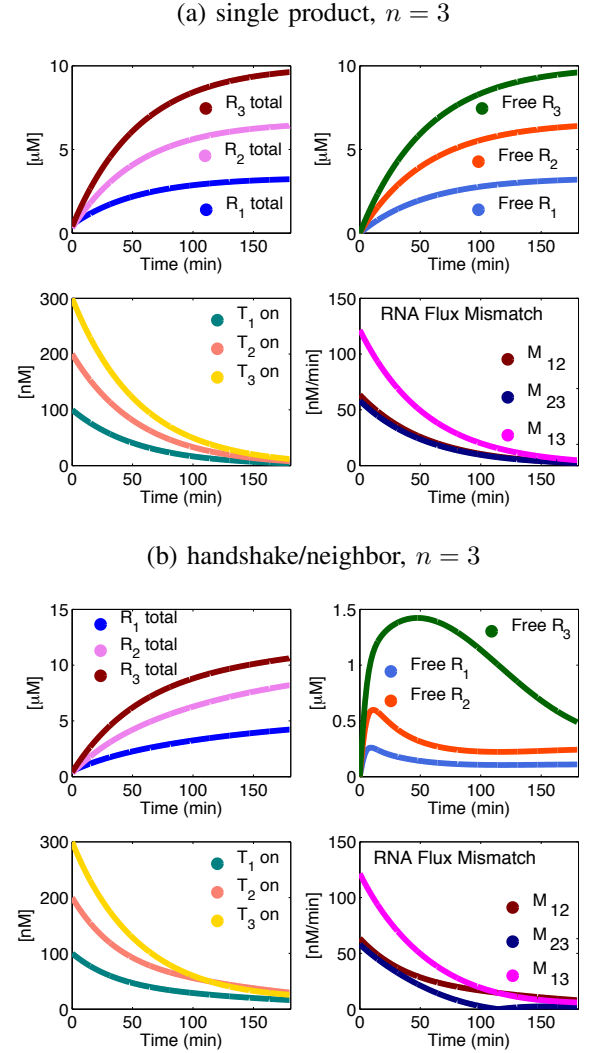 (a) single product, n = 3
10
5
0
[µM]
R3 total
R2 total
R1 total
0 50 100 150
Time (min)
10
5
0
[µM]
Free R3
Free R2
Free R1
0 50 100 150
Time (min)
300
200
100
0
[nM]
T1 on
T2 on
T3 on
0 50 100 150
Time (min)
150
100
50
0
[nM/min]
RNA Flux Mismatch
M12
M23
M13
0 50 100 150
Time (min)
(b) handshake/neighbor, n = 3
15
10
5
0
[µM]
R1 total
R2 total
R3 total
0 50 100 150
Time (min)
1.5
1
0.5
0
[µM]
Free R3
Free R1
Free R2
0 50 100 150
Time (min)
300
200
100
0
[nM]
T1 on
T2 on
T3 on
0 50 100 150
Time (min)
150
100
50
0
[nM/min]
RNA Flux Mismatch
M12
M23
M13
0 50 100 150
Time (min)